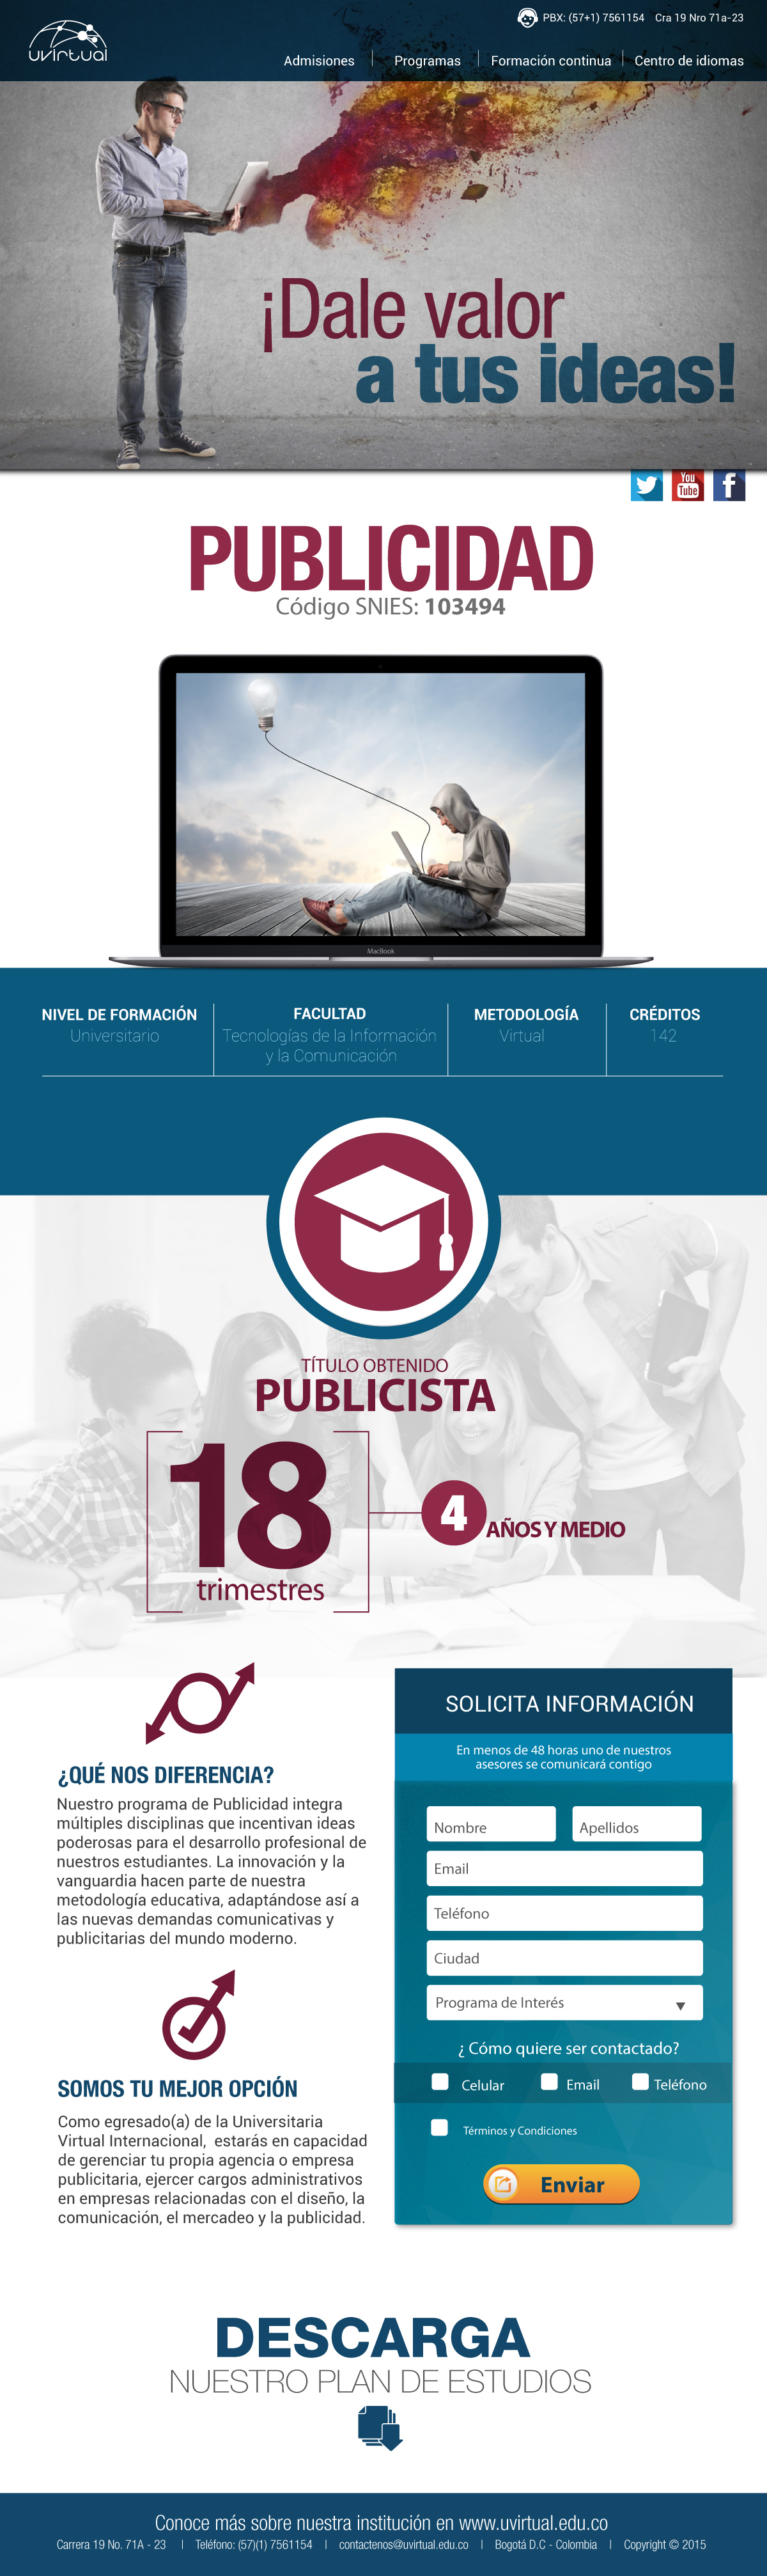 PBX: (57+1) 7561154 Cra 19 Nro 71a-23
uvirtual
Admisiones Programas Formación continua Centro de idiomas
¡Dale valor
a tus ideas!
You
Tube
PUBLICIDAD
Código SNIES: 103494
MacBook
NIVEL DE FORMACIÓN
Universitario
FACULTAD
Tecnologías de la Información
y la Comunicación
METODOLOGÍA
Virtual
CRÉDITOS
142
TÍTULO OBTENIDO
PUBLICISTA
18
trimestres
4 AÑOS Y MEDIO
¿QUÉ NOS DIFERENCIA?
Nuestro programa de Publicidad integra
múltiples disciplinas que incentivan ideas
poderosas para el desarrollo profesional de
nuestros estudiantes. La innovación y la
vanguardia hacen parte de nuestra
metodología educativa, adaptándose así a
las nuevas demandas comunicativas y
publicitarias del mundo moderno.
SOMOS TU MEJOR OPCIÓN
Como egresado(a) de la Universitaria
Virtual Internacional, estarás en capacidad
de gerenciar tu propia agencia o empresa
publicitaria, ejercer cargos administrativos
en empresas relacionadas con el diseño, la
comunicación, el mercadeo y la publicidad.
SOLICITA INFORMACIÓN
En menos de 48 horas uno de nuestros
asesores se comunicará contigo
Nombre Apellidos
Email
Teléfono
Ciudad
Programa de Interés
¿ Cómo quiere ser contactado?
Celular Email Teléfono
Términos y Condiciones
Enviar
DESCARGA
NUESTRO PLAN DE ESTUDIOS
Conoce más sobre nuestra institución en www.uvirtual.edu.co
Carrera 19 No. 71A - 23 | Teléfono: (57)(1) 7561154 | contactenos@uvirtual.edu.co | Bogotá D.C - Colombia | Copyright © 2015